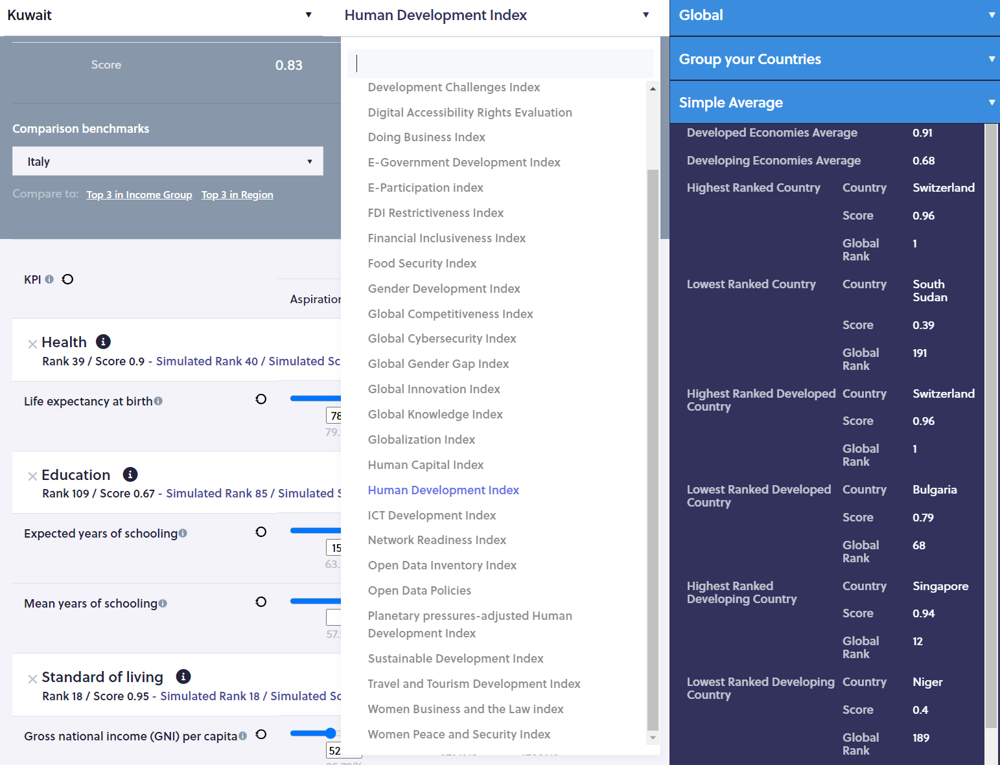 Kuwait
Score 0.83
Comparison benchmarks
Italy
Compare to: Top 3 in Income Group Top 3 in Region
KPI
Aspiration
Health
Rank 39 / Score 0.9 - Simulated Rank 40 / Simulated Sc
Life expectancy at birth
78
79.
Education
Rank 109 / Score 0.67 - Simulated Rank 85 / Simulated S
Expected years of schooling
15
63.
Mean years of schooling
57.
Standard of living
Rank 18 / Score 0.95 - Simulated Rank 18 / Simulated Sc
Gross national income (GNI) per capita
52
Human Development Index
Development Challenges Index
Digital Accessibility Rights Evaluation
Doing Business Index
E-Government Development Index
E-Participation index
FDI Restrictiveness Index
Financial Inclusiveness Index
Food Security Index
Gender Development Index
Global Competitiveness Index
Global Cybersecurity Index
Global Gender Gap Index
Global Innovation Index
Global Knowledge Index
Globalization Index
Human Capital Index
Human Development Index
ICT Development Index
Network Readiness Index
Open Data Inventory Index
Open Data Policies
Planetary pressures-adjusted Human
Development Index
Sustainable Development Index
Travel and Tourism Development Index
Women Business and the Law index
Women Peace and Security Index
Global
Group your Countries
Simple Average
Developed Economies Average 0.91
Developing Economies Average 0.68
Highest Ranked Country Country Switzerland
Score 0.96
Global
Rank 1
Lowest Ranked Country Country South
Sudan
Score 0.39
Global
Rank 191
Highest Ranked Developed
Country Country Switzerland
Score 0.96
Global
Rank 1
Lowest Ranked Developed
Country Country Bulgaria
Score 0.79
Global
Rank 68
Highest Ranked
Developing Country Country Singapore
Score 0.94
Global
Rank 12
Lowest Ranked Developing
Country Country Niger
Score 0.4
Global
Rank 189